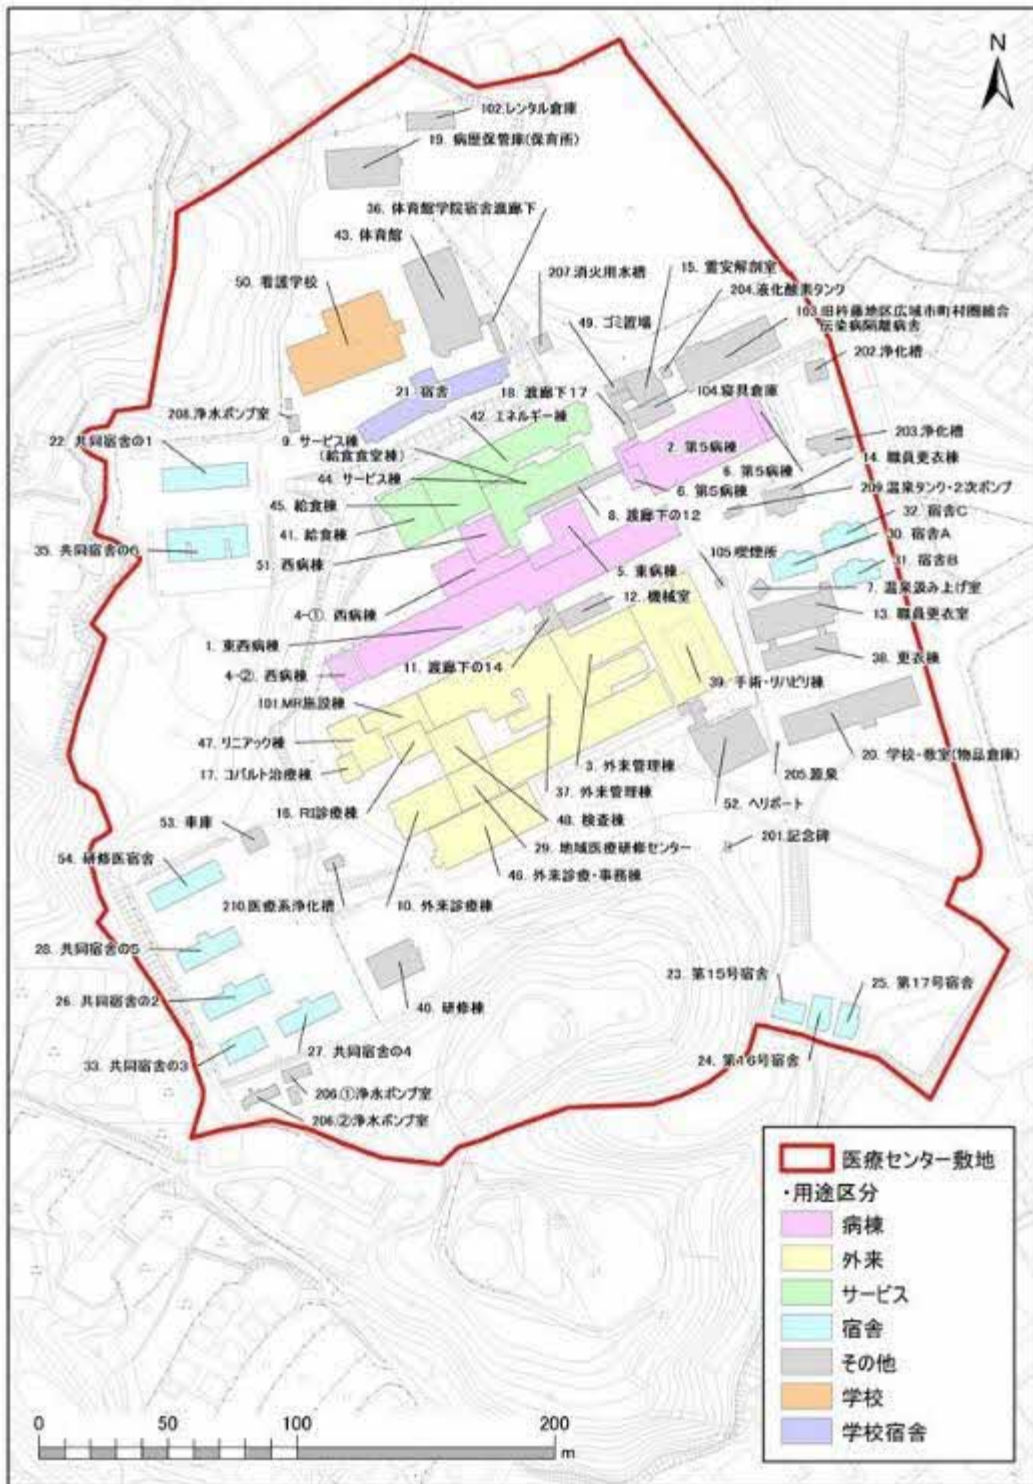 N
102.レンタル倉庫
19. 病歴保管庫(保育所)
36. 体育館学院宿舎渡廊下
43. 体育館
50. 看護学校
207.消火用水槽
15. 霊安解剖室
204.液化酸素タンク
49. ゴミ置場
103.旧杵藤地区広域市町村圏組合
伝染病隔離病舎
202.浄化槽
21. 宿舎
18. 渡廊下17
104.寝具倉庫
208.浄水ポンプ室
42. エネルギー棟
22. 共同宿舎の1
9. サービス棟
(給食食堂棟)
2. 第5病棟
203.浄化槽
44. サービス棟
6. 第5病棟
14. 職員更衣棟
6. 第5病棟
209.温泉タンク・2次ポンプ
45. 給食棟
8. 渡廊下の12
32. 宿舎C
41. 給食棟
30. 宿舎A
35. 共同宿舎の6
105.喫煙所
51. 西病棟
5. 東病棟
31. 宿舎B
7. 温泉汲み上げ室
4-①. 西病棟
12. 機械室
13. 職員更衣室
1. 東西病棟
11. 渡廊下の14
38. 更衣棟
4-②. 西病棟
39. 手術・リハビリ棟
101.MR施設棟
47. リニアック棟
3. 外来管理棟
20. 学校・教室(物品倉庫)
17. コバルト治療棟
37. 外来管理棟
205.源泉
16. RI診療棟
48. 検査棟
52. ヘリポート
53. 車庫
29. 地域医療研修センター
201.記念碑
54. 研修医宿舎
46. 外来診療・事務棟
210.医療系浄化槽
10. 外来診療棟
28. 共同宿舎の5
23. 第15号宿舎
25. 第17号宿舎
26. 共同宿舎の2
40. 研修棟
27. 共同宿舎の4
24. 第16号宿舎
33. 共同宿舎の3
206.①浄水ポンプ室
206.②浄水ポンプ室
医療センター敷地
・用途区分
病棟
外来
サービス
宿舎
その他
学校
学校宿舎
0 50 100 200
m